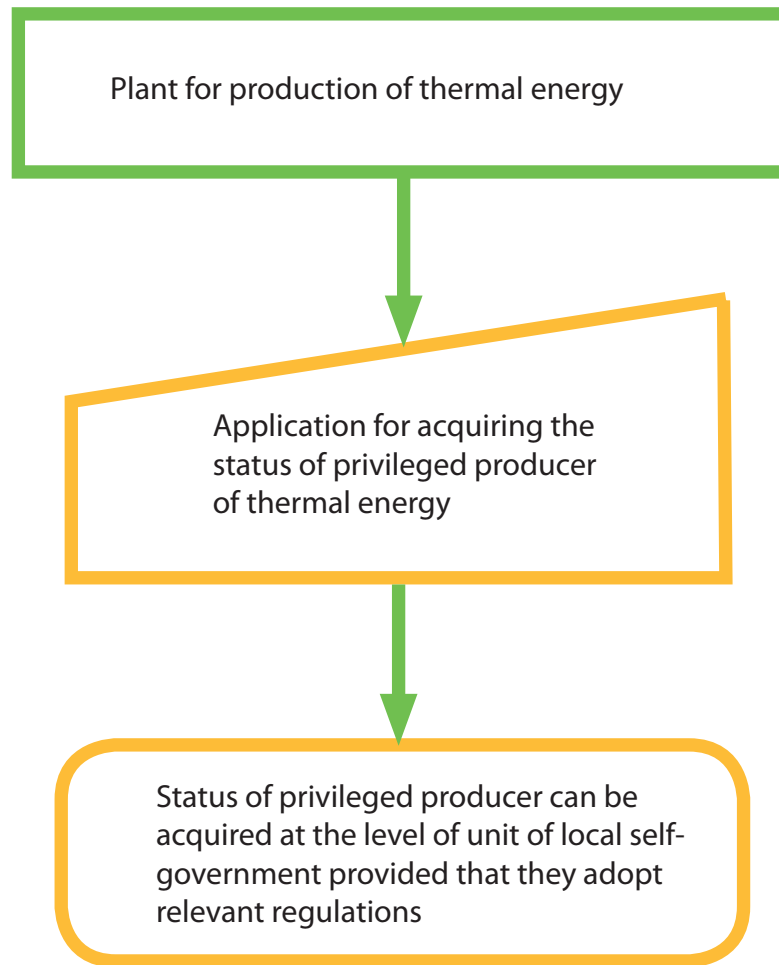 Plant for production of thermal energy
Application for acquiring the
status of privileged producer
of thermal energy
Status of privileged producer can be
acquired at the level of unit of local self-
government provided that they adopt
relevant regulations